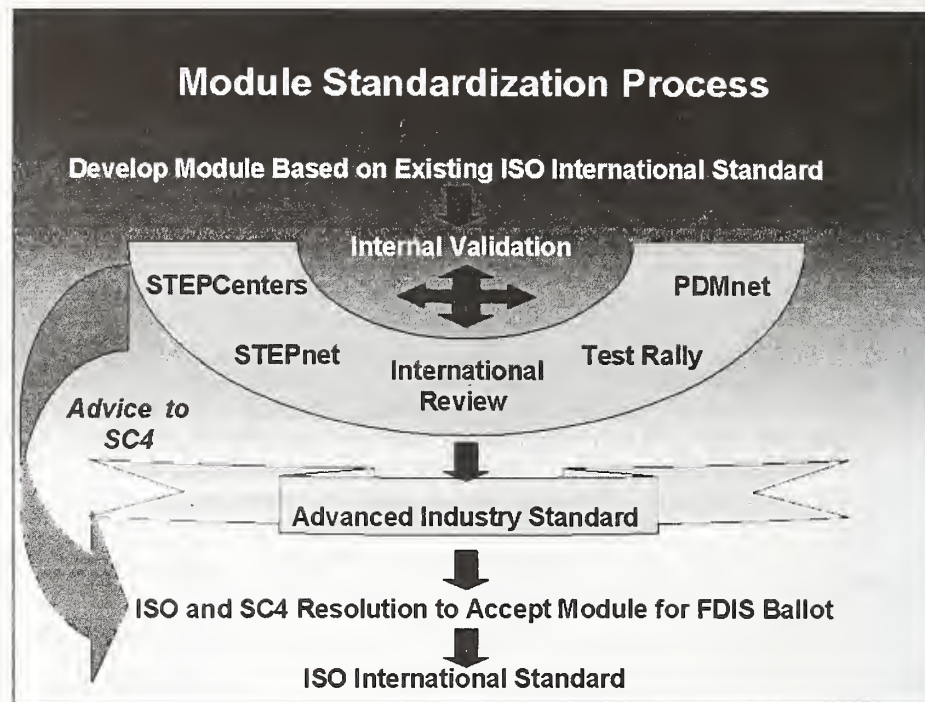 Module Standardization Process
Develop Module Based on Existing ISO International Standard
Internal Validation
STEPCenters
PDMnet
STEPnet
Test Rally
International
Review
Advice to
SC4
Advanced Industry Standard
ISO and SC4 Resolution to Accept Module for FDIS Ballot
ISO International Standard